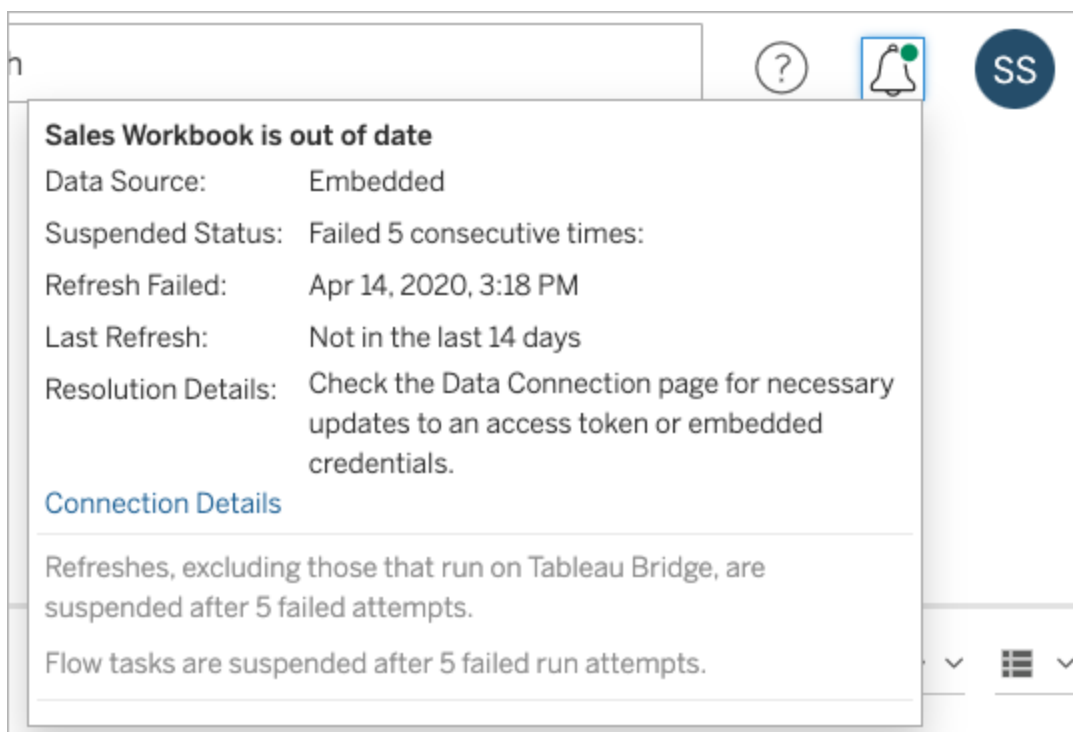 h
?
SS
Sales Workbook is out of date
Data Source: Embedded
Suspended Status: Failed 5 consecutive times:
Refresh Failed: Apr 14, 2020, 3:18 PM
Last Refresh: Not in the last 14 days
Resolution Details: Check the Data Connection page for necessary
updates to an access token or embedded
credentials.
Connection Details
Refreshes, excluding those that run on Tableau Bridge, are
suspended after 5 failed attempts.
Flow tasks are suspended after 5 failed run attempts.